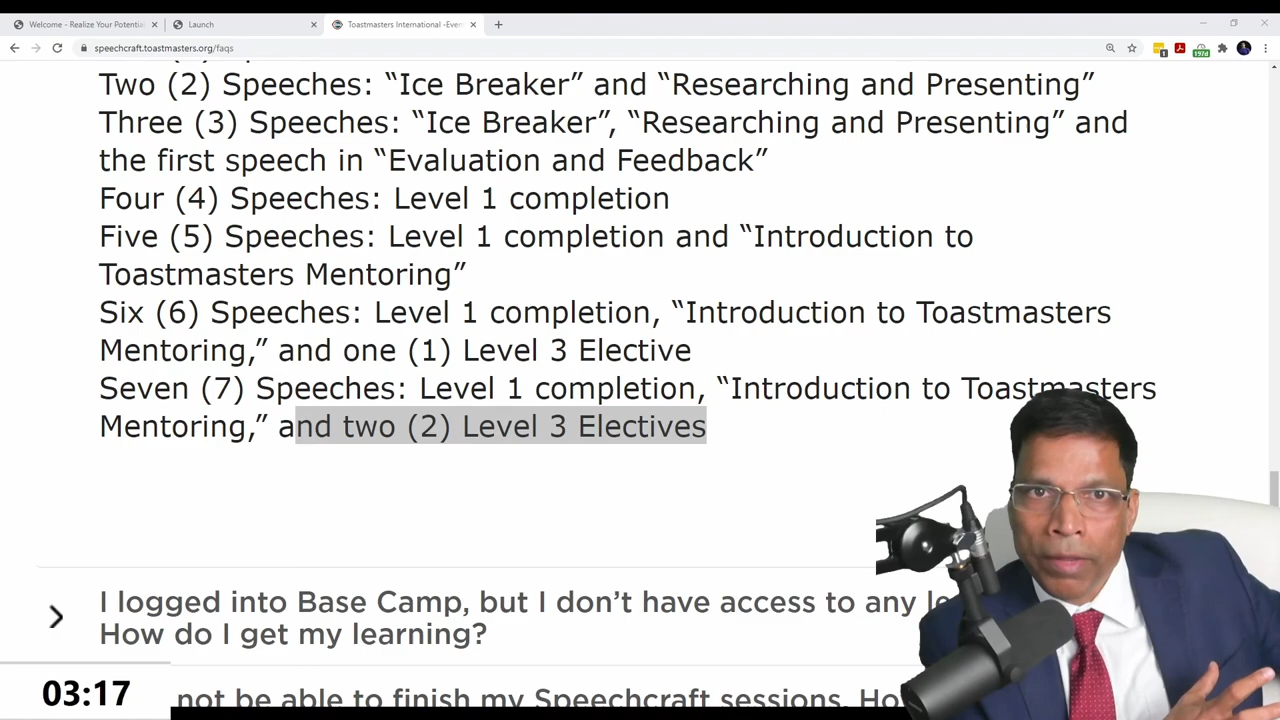 Welcome - Realize Your Potentia
Launch
Toastmasters International -Even
speechcraft.toastmasters.org/faqs
1
197d
Two (2) Speeches: “Ice Breaker” and “Researching and Presenting”
Three (3) Speeches: “Ice Breaker”, “Researching and Presenting” and
the first speech in “Evaluation and Feedback”
Four (4) Speeches: Level 1 completion
Five (5) Speeches: Level 1 completion and “Introduction to
Toastmasters Mentoring”
Six (6) Speeches: Level 1 completion, “Introduction to Toastmasters
Mentoring,” and one (1) Level 3 Elective
Seven (7) Speeches: Level 1 completion, “Introduction to Toastmasters
Mentoring,” and two (2) Level 3 Electives
I logged into Base Camp, but I don’t have access to any le
How do I get my learning?
03:17
not be able to finish my Speechcraft sessions. Ho